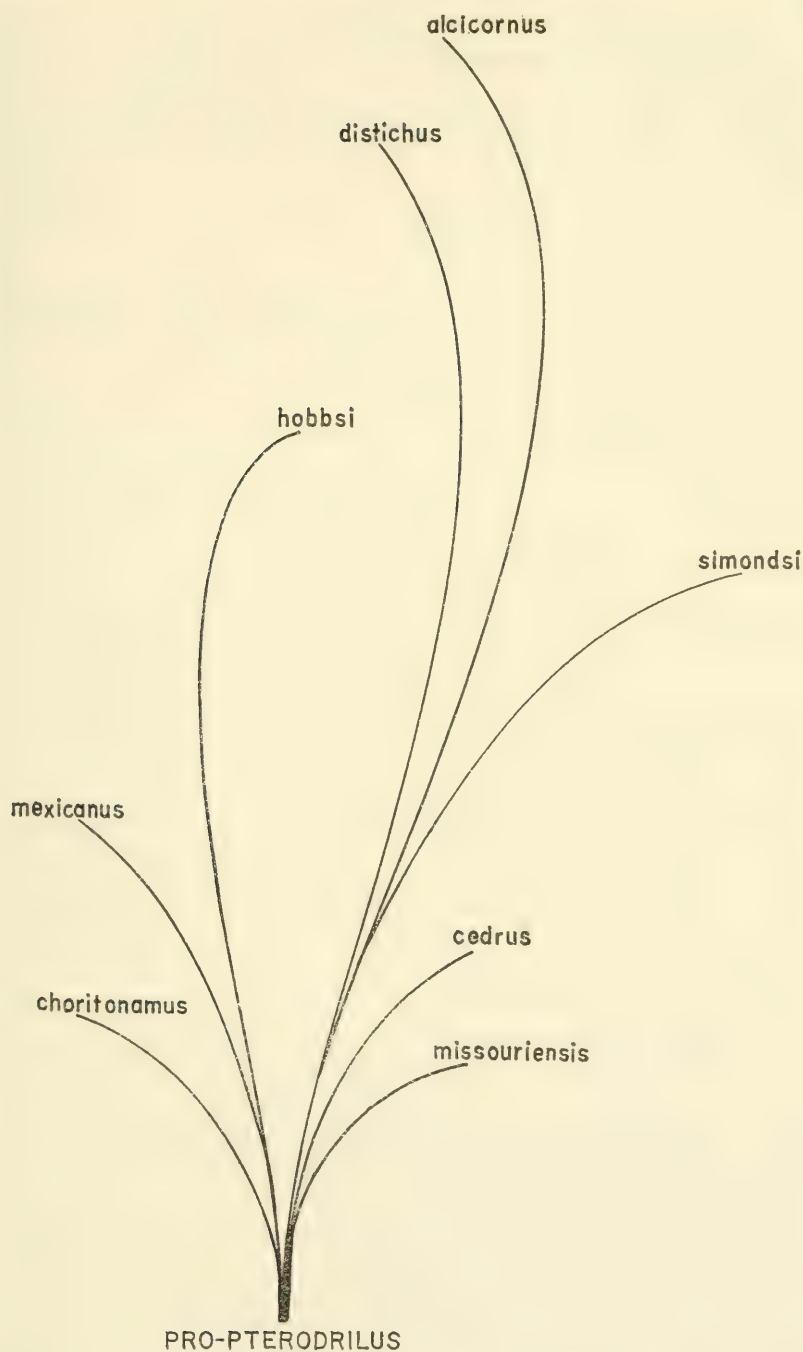 alcicornus
distichus
hobbsi
simondsi
mexicanus
cedrus
choritonamus
missouriensis
PRO-PTERODRILUS